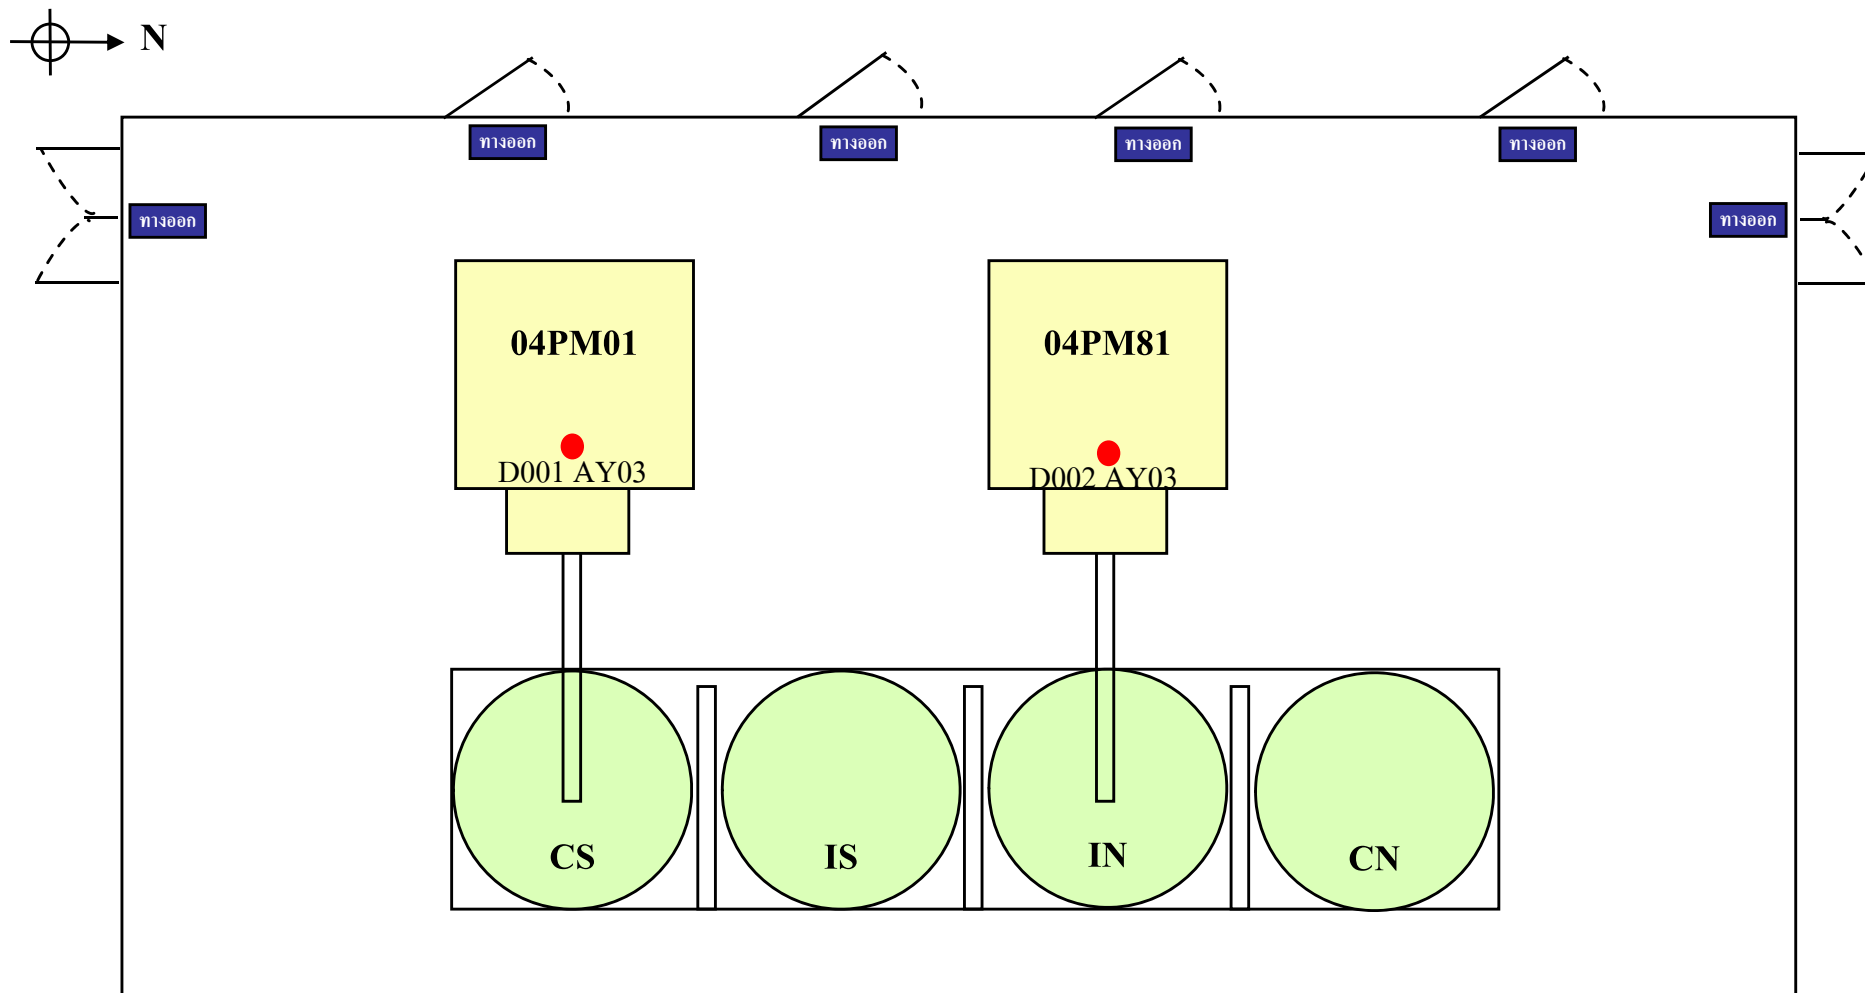 N
ทางออก
ทางออก
ทางออก
ทางออก
ทางออก
ทางออก
04PM01
04PM81
D001 AY03
D002 AY03
CS
IS
IN
CN